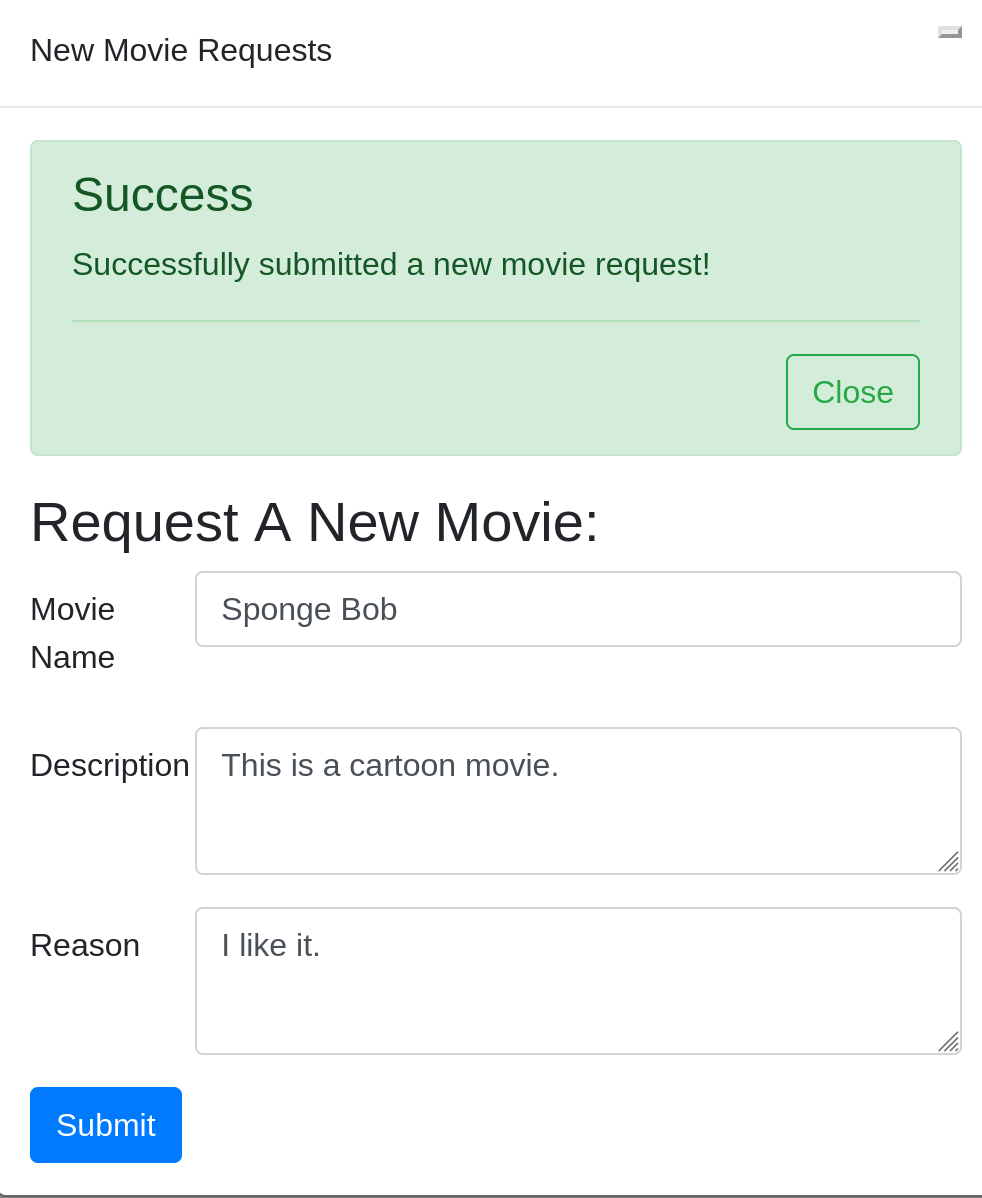 New Movie Requests
Success
Successfully submitted a new movie request!
Close
Request A New Movie:
Movie
Name
Sponge Bob
Description
This is a cartoon movie.
Reason
I like it.
Submit